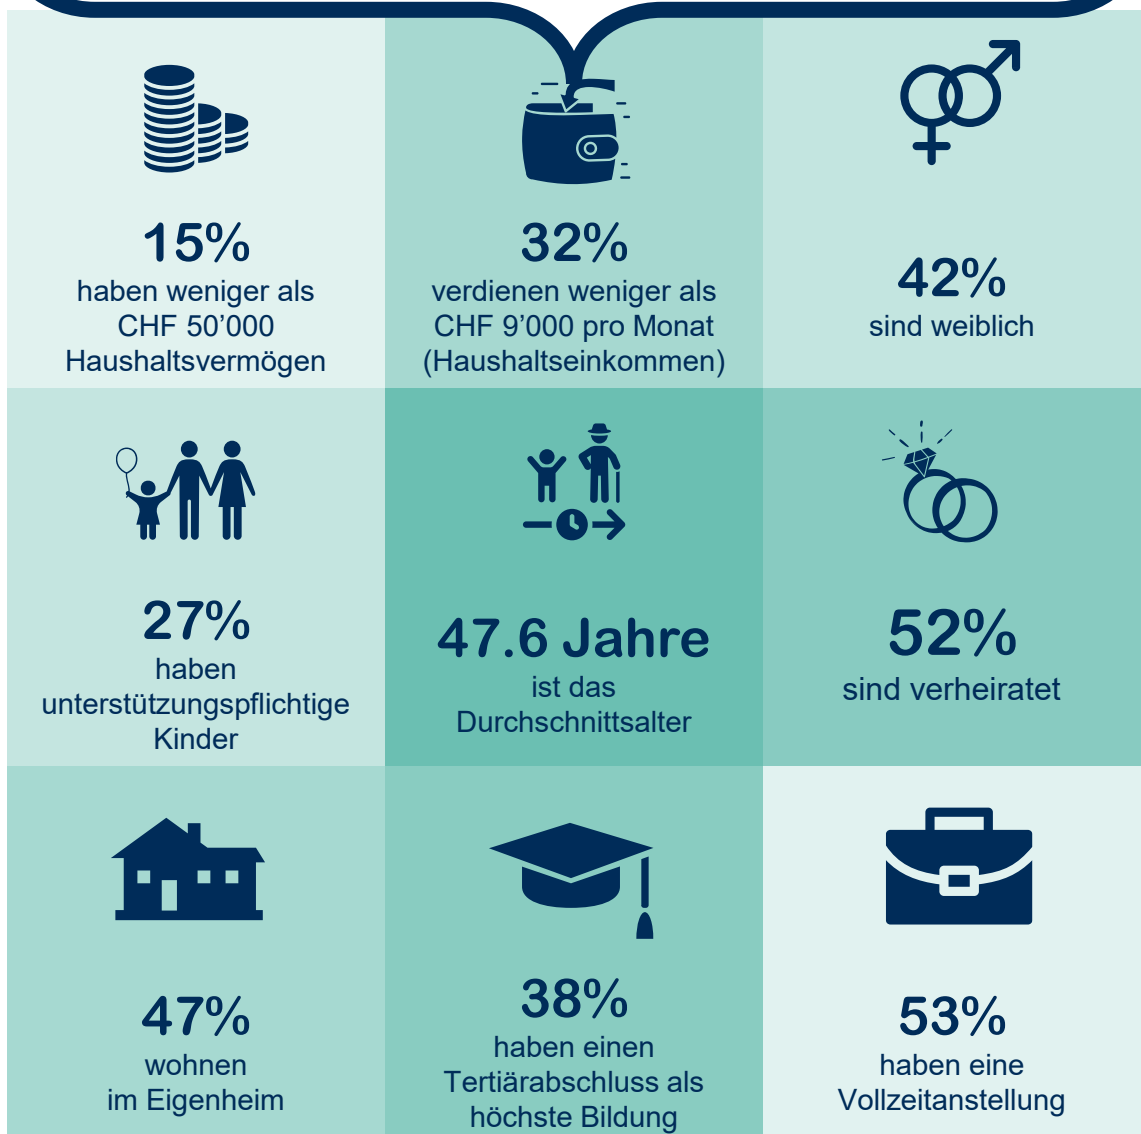 15%
haben weniger als
CHF 50'000
Haushaltsvermögen
32%
verdienen weniger als
CHF 9'000 pro Monat
(Haushaltseinkommen)
42%
sind weiblich
27%
haben
unterstützungspflichtige
Kinder
47.6 Jahre
ist das
Durchschnittsalter
52%
sind verheiratet
47%
wohnen
im Eigenheim
38%
haben einen
Tertiärabschluss als
höchste Bildung
53%
haben eine
Vollzeitanstellung